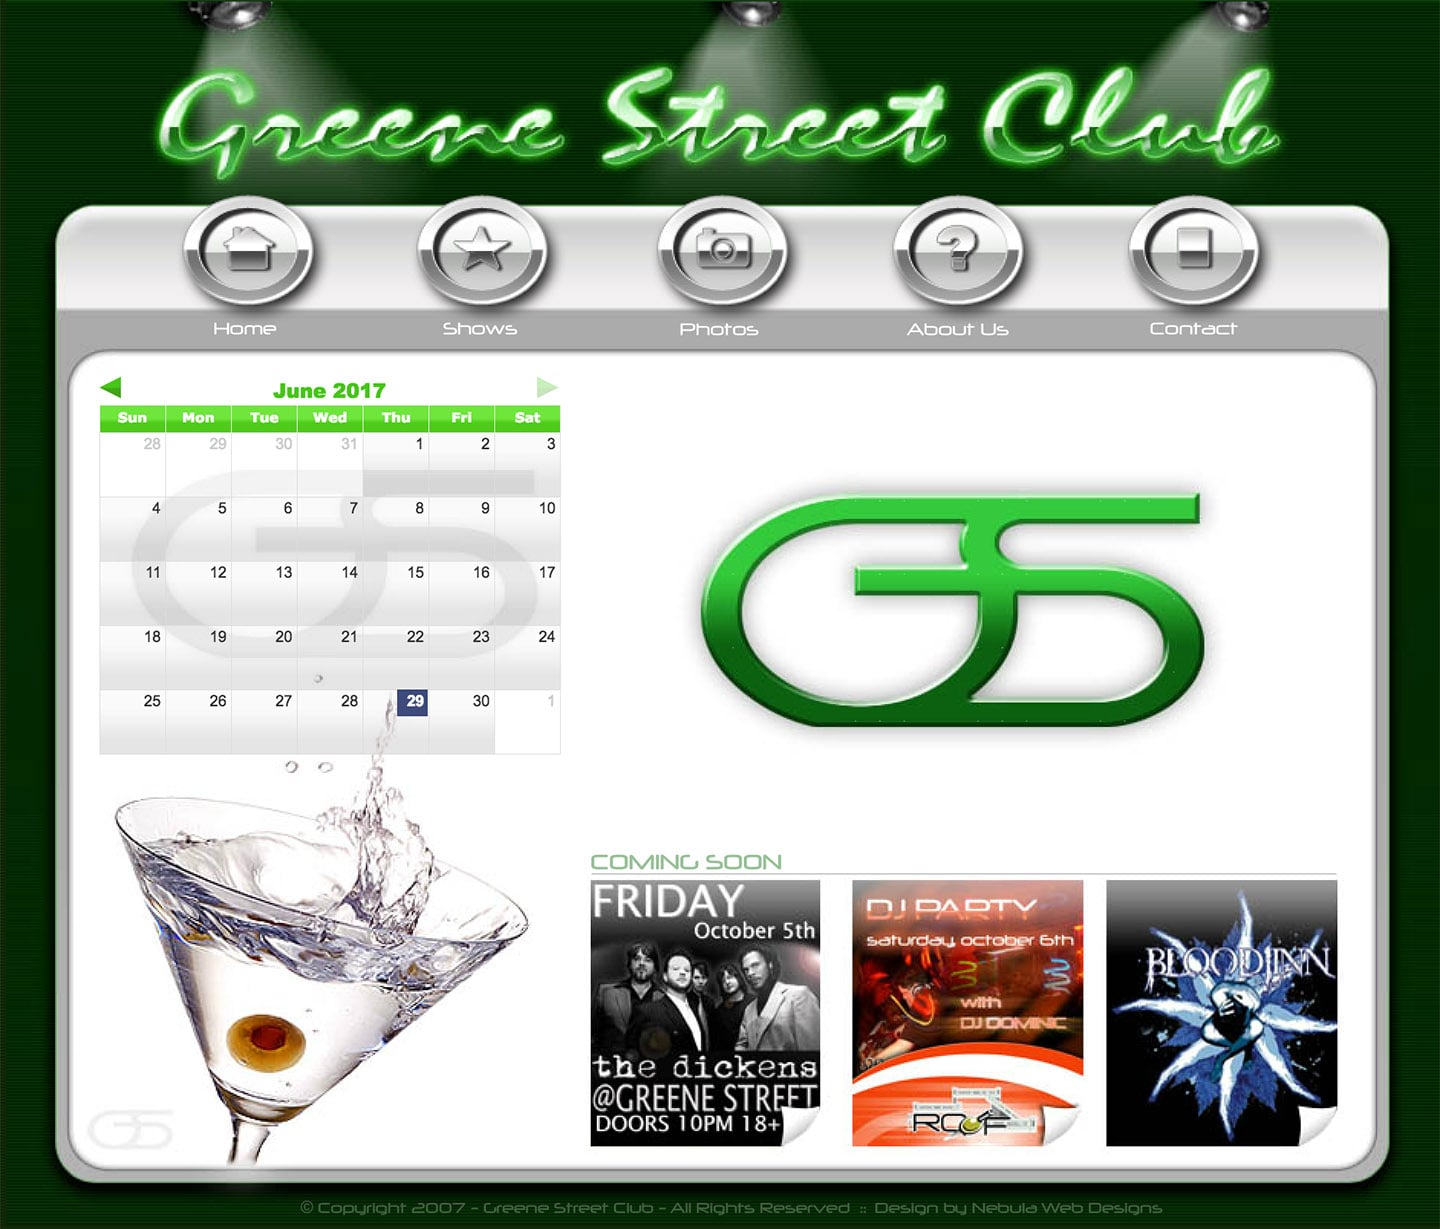 Greene Street Club
Home Shows Photos About Us Contact
June 2017
Sun Mon Tue Wed Thu Fri Sat
28 29 30 31 1 2 3
4 5 6 7 8 9 10
11 12 13 14 15 16 17
18 19 20 21 22 23 24
25 26 27 28 29 30 1
GS
COMING SOON
FRIDAY
October 5th
the dickens
@GREENE STREET
DOORS 10PM 18+
DJ PARTY
saturday, october 6th
with
DJ DOMINIC
ROOF
BLOODJINN
GS
© Copyright 2007 - Greene Street Club - All Rights Reserved :: Design by Nebula Web Designs